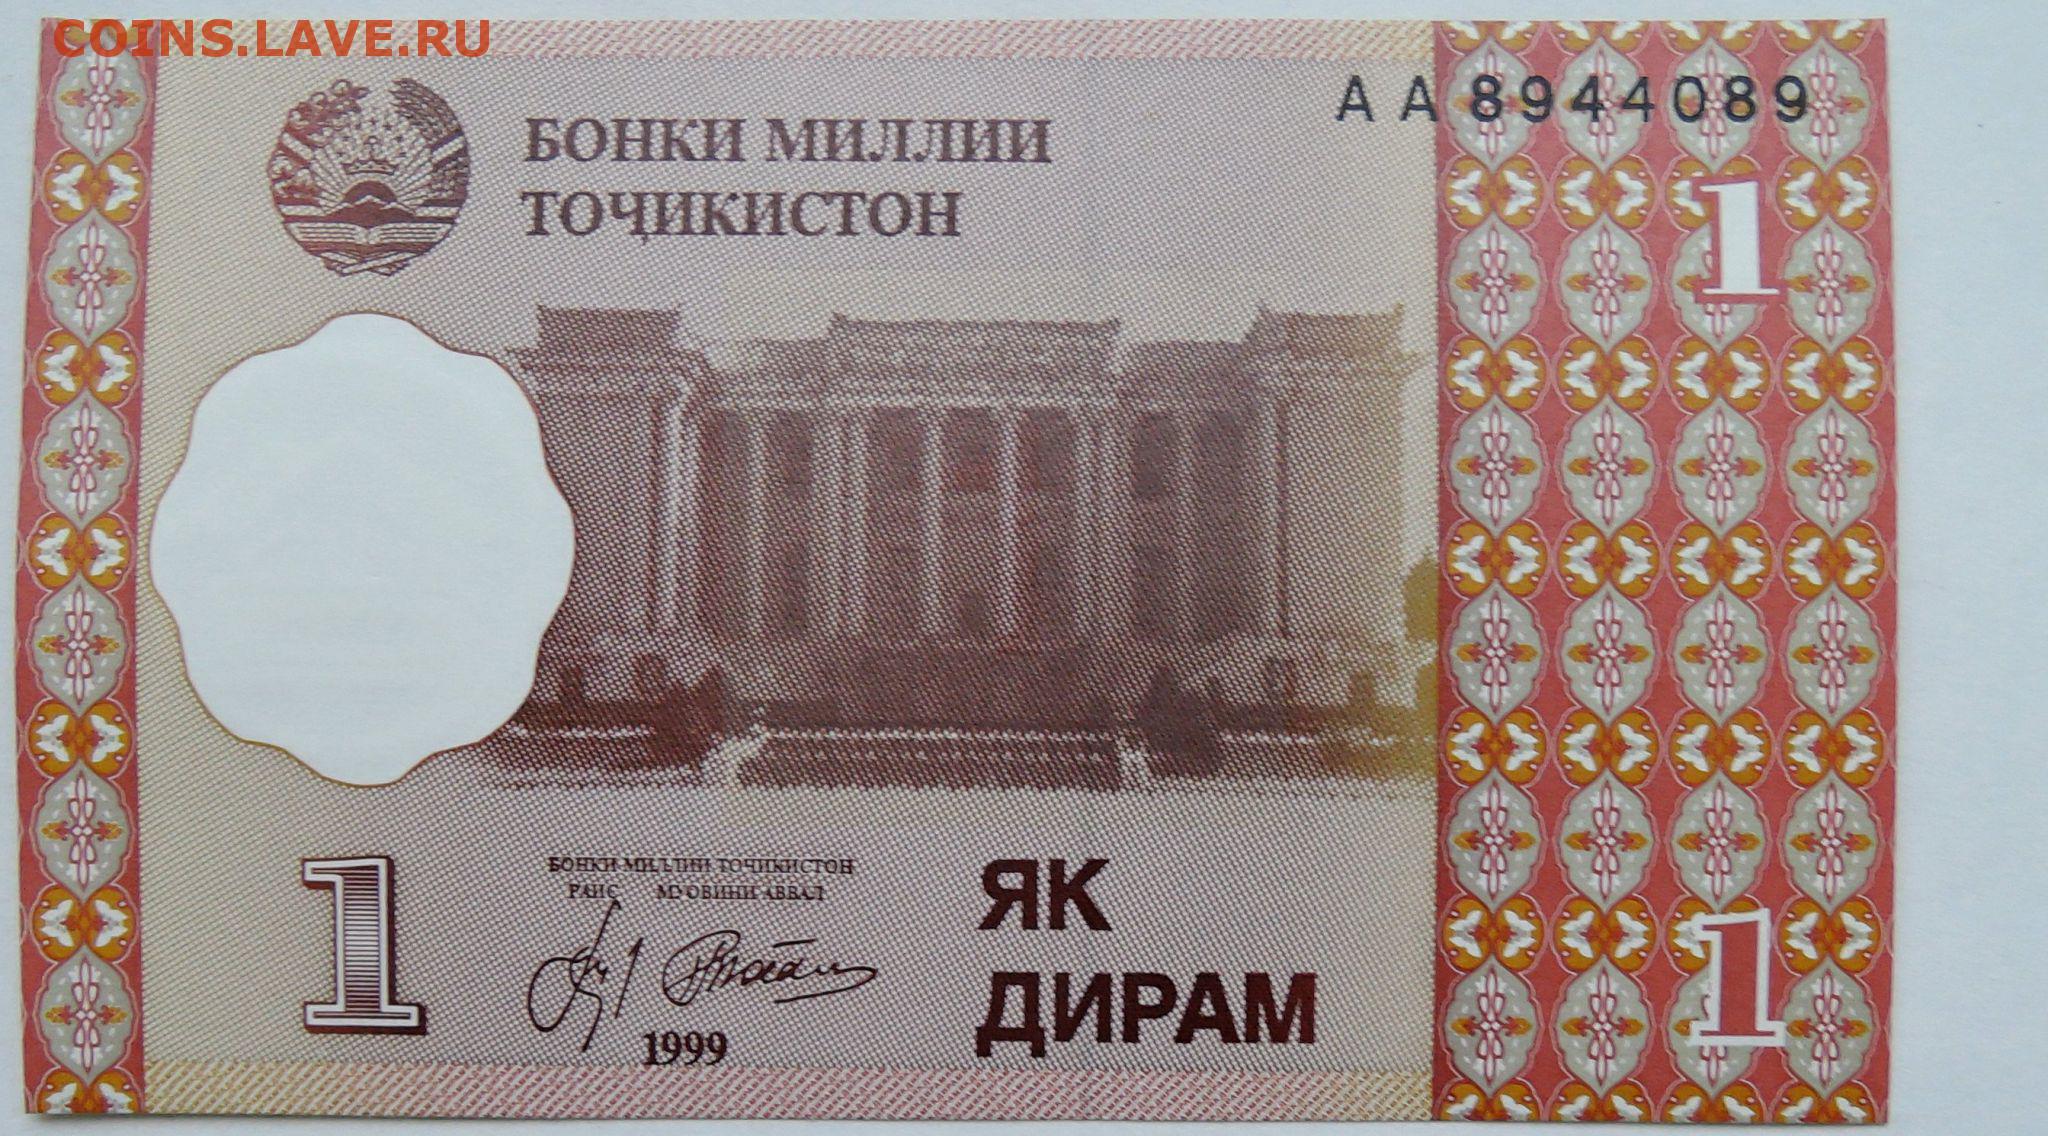 COINS.LAVE.RU
АА 8944089
БОНКИ МИЛЛИИ
ТОҶИКИСТОН
1
1
БОНКИ МИЛЛИИ ТОҶИКИСТОН
РАИС МУОВИНИ АВВАЛ
ЯК
ДИРАМ
1
1999
1